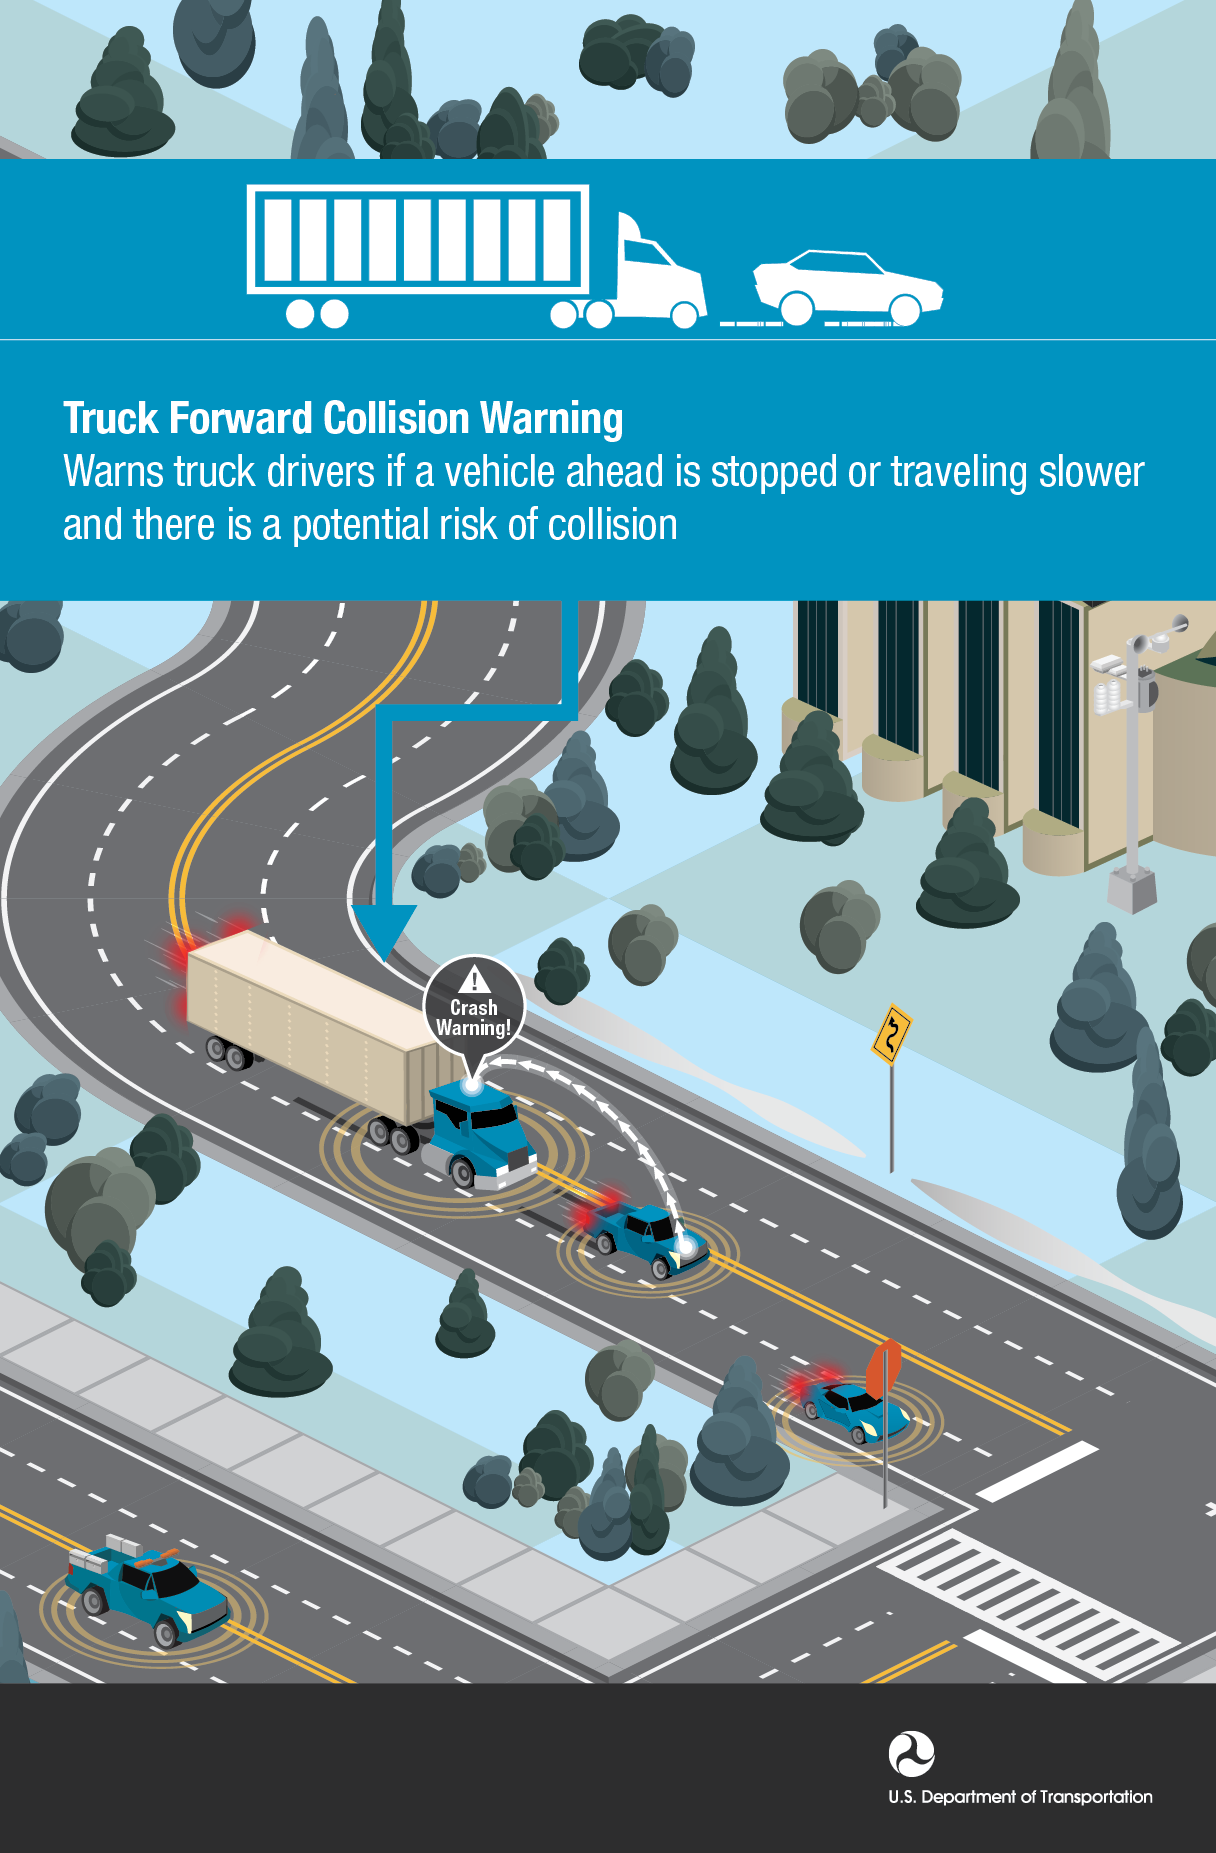 Truck Forward Collision Warning
Warns truck drivers if a vehicle ahead is stopped or traveling slower
and there is a potential risk of collision
!
Crash
Warning!
U.S. Department of Transportation